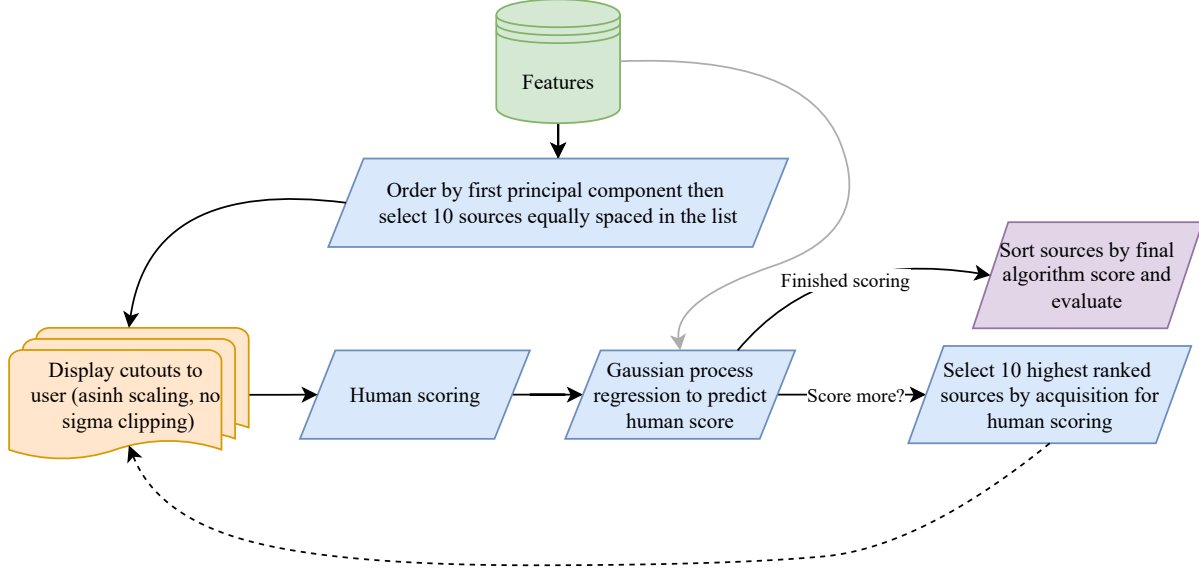 Features
Order by first principal component then
select 10 sources equally spaced in the list
Sort sources by final
algorithm score and
evaluate
Finished scoring
Display cutouts to
user (asinh scaling, no
sigma clipping)
Human scoring
Gaussian process
regression to predict
human score
Score more?
Select 10 highest ranked
sources by acquisition for
human scoring